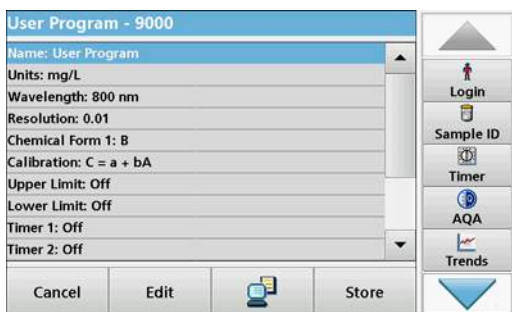 User Program - 9000
Name: User Program
Units: mg/L
Wavelength: 800 nm
Resolution: 0.01
Chemical Form 1: B
Calibration: C = a + bA
Upper Limit: Off
Lower Limit: Off
Timer 1: Off
Timer 2: Off
Cancel
Edit
Store
Login
Sample ID
Timer
AQA
Trends